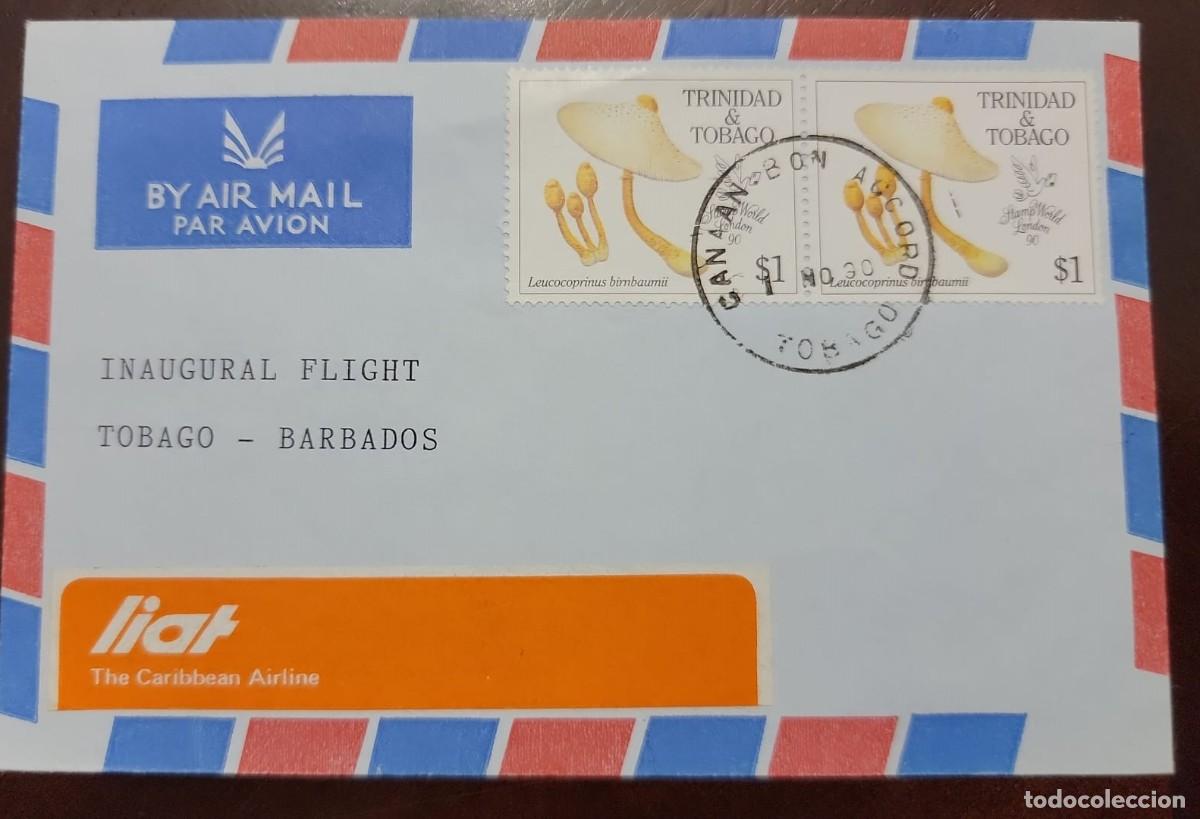 BY AIR MAIL
PAR AVION
TRINIDAD
&
TOBAGO
Stamp World
London
90
Leucocoprinus birnbaumii
$1
TRINIDAD
&
TOBAGO
Stamp World
London
90
Leucocoprinus birnbaumii
$1
CANAAN BON ACCORD
TOBAGO
INAUGURAL FLIGHT
TOBAGO - BARBADOS
liat
The Caribbean Airline
todocoleccion